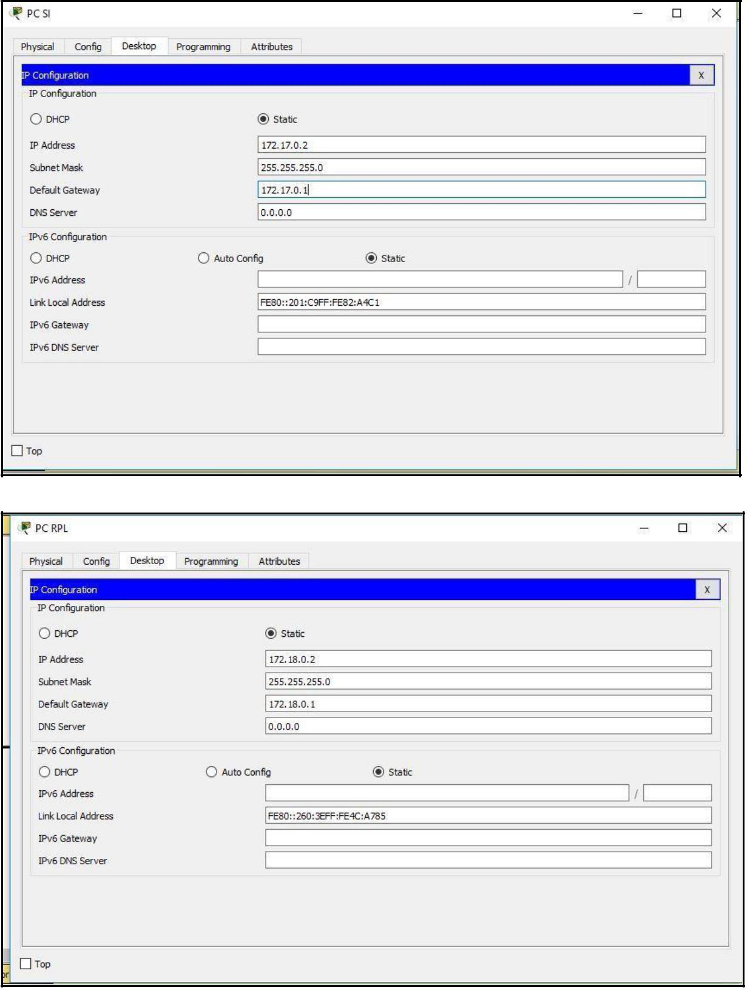 PC SI
Physical Config Desktop Programming Attributes
IP Configuration X
IP Configuration
DHCP Static
IP Address 172.17.0.2
Subnet Mask 255.255.255.0
Default Gateway 172.17.0.1
DNS Server 0.0.0.0
IPv6 Configuration
DHCP Auto Config Static
IPv6 Address /
Link Local Address FE80::201:C9FF:FE82:A4C1
IPv6 Gateway
IPv6 DNS Server
Top
PC RPL
Physical Config Desktop Programming Attributes
IP Configuration X
IP Configuration
DHCP Static
IP Address 172.18.0.2
Subnet Mask 255.255.255.0
Default Gateway 172.18.0.1
DNS Server 0.0.0.0
IPv6 Configuration
DHCP Auto Config Static
IPv6 Address /
Link Local Address FE80::260:3EFF:FE4C:A785
IPv6 Gateway
IPv6 DNS Server
Top
or